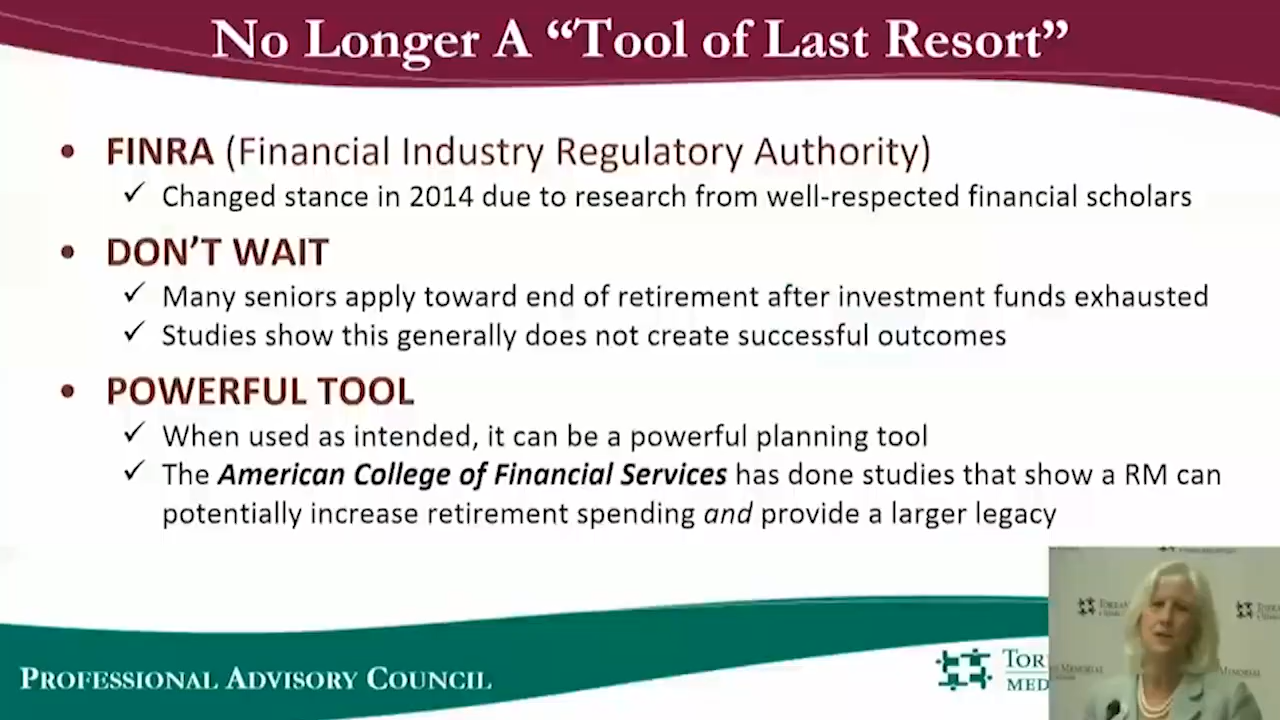 No Longer A “Tool of Last Resort”
• FINRA (Financial Industry Regulatory Authority)
✓ Changed stance in 2014 due to research from well-respected financial scholars
• DON’T WAIT
✓ Many seniors apply toward end of retirement after investment funds exhausted
✓ Studies show this generally does not create successful outcomes
• POWERFUL TOOL
✓ When used as intended, it can be a powerful planning tool
✓ The American College of Financial Services has done studies that show a RM can
potentially increase retirement spending and provide a larger legacy
PROFESSIONAL ADVISORY COUNCIL
TOR
MED